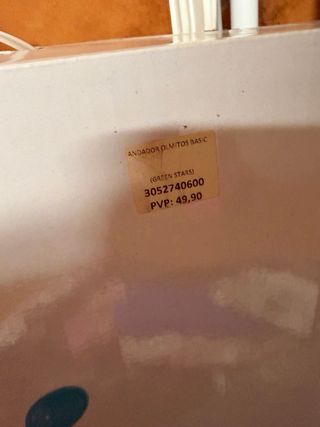 ANDADOR OLMITOS BASIC
(GREEN STARS)
3052740600
PVP: 49,90